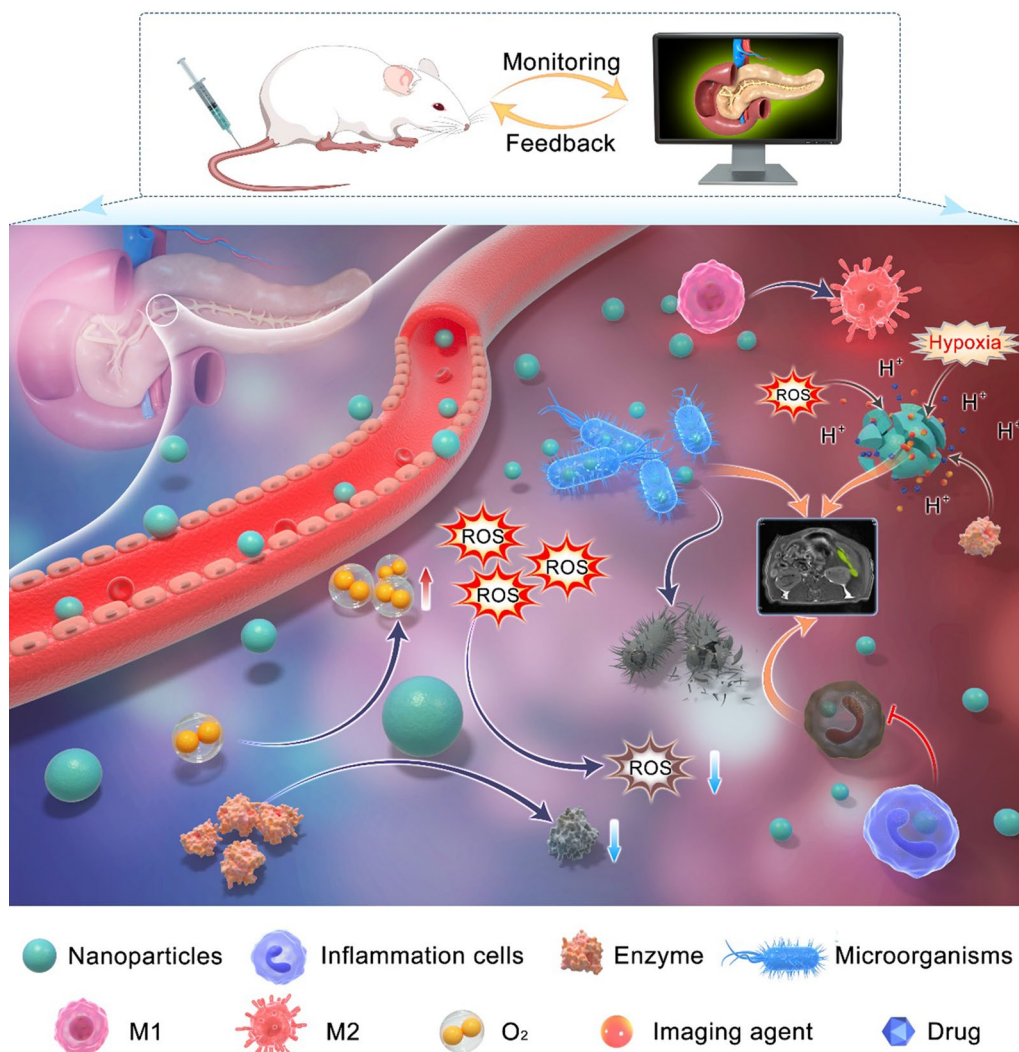 Monitoring
Feedback
Hypoxia
H⁺
ROS
H⁺
H⁺
H⁺
H⁺
ROS
ROS
ROS
ROS
Nanoparticles
Inflammation cells
Enzyme
Microorganisms
M1
M2
O₂
Imaging agent
Drug